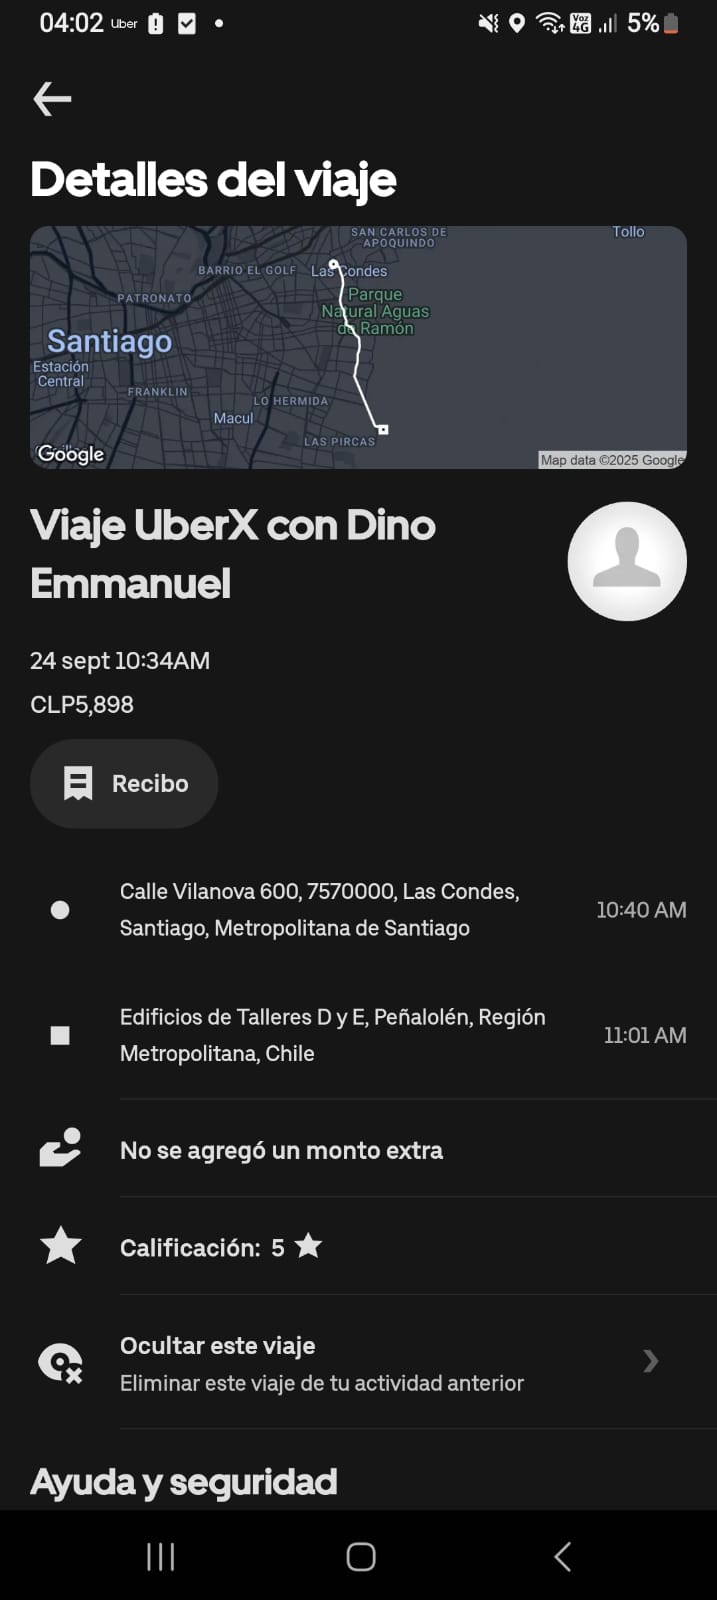 04:02 Uber
Voz
4G
5%
Detalles del viaje
SAN CARLOS DE
APOQUINDO
Tollo
BARRIO EL GOLF
Las Condes
PATRONATO
Parque
Natural Aguas
de Ramón
Santiago
Estación
Central
FRANKLIN
LO HERMIDA
Macul
LAS PIRCAS
Google
Map data ©2025 Google
Viaje UberX con Dino
Emmanuel
24 sept 10:34AM
CLP5,898
Recibo
Calle Vilanova 600, 7570000, Las Condes,
Santiago, Metropolitana de Santiago
10:40 AM
Edificios de Talleres D y E, Peñalolén, Región
Metropolitana, Chile
11:01 AM
No se agregó un monto extra
Calificación: 5
Ocultar este viaje
Eliminar este viaje de tu actividad anterior
Ayuda y seguridad